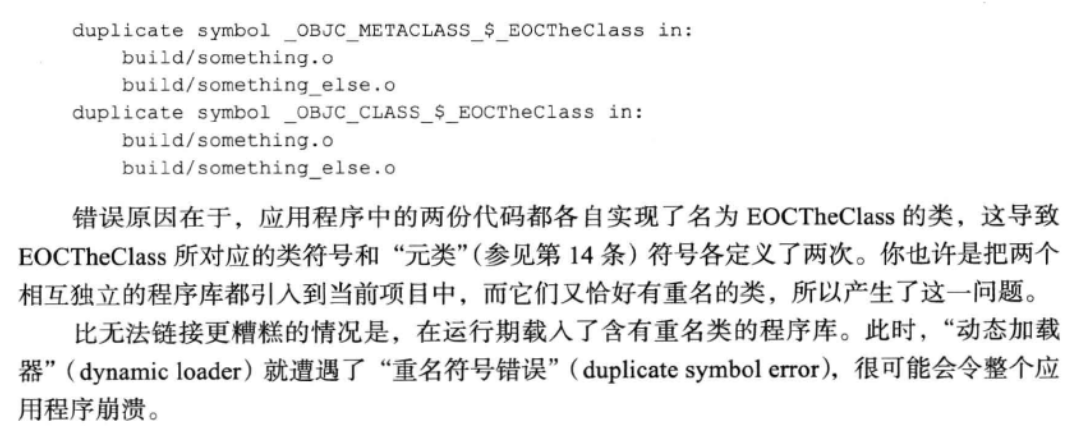 duplicate symbol _OBJC_METACLASS_$_EOCTheClass in:
build/something.o
build/something_else.o
duplicate symbol _OBJC_CLASS_$_EOCTheClass in:
build/something.o
build/something_else.o
错误原因在于，应用程序中的两份代码都各自实现了名为 EOCTheClass 的类，这导致
EOCTheClass 所对应的类符号和“元类”（参见第 14 条）符号各定义了两次。你也许是把两个
相互独立的程序库都引入到当前项目中，而它们又恰好有重名的类，所以产生了这一问题。
比无法链接更糟糕的情况是，在运行期载入了含有重名类的程序库。此时，“动态加载
器”（dynamic loader）就遭遇了“重名符号错误”（duplicate symbol error），很可能会令整个应
用程序崩溃。